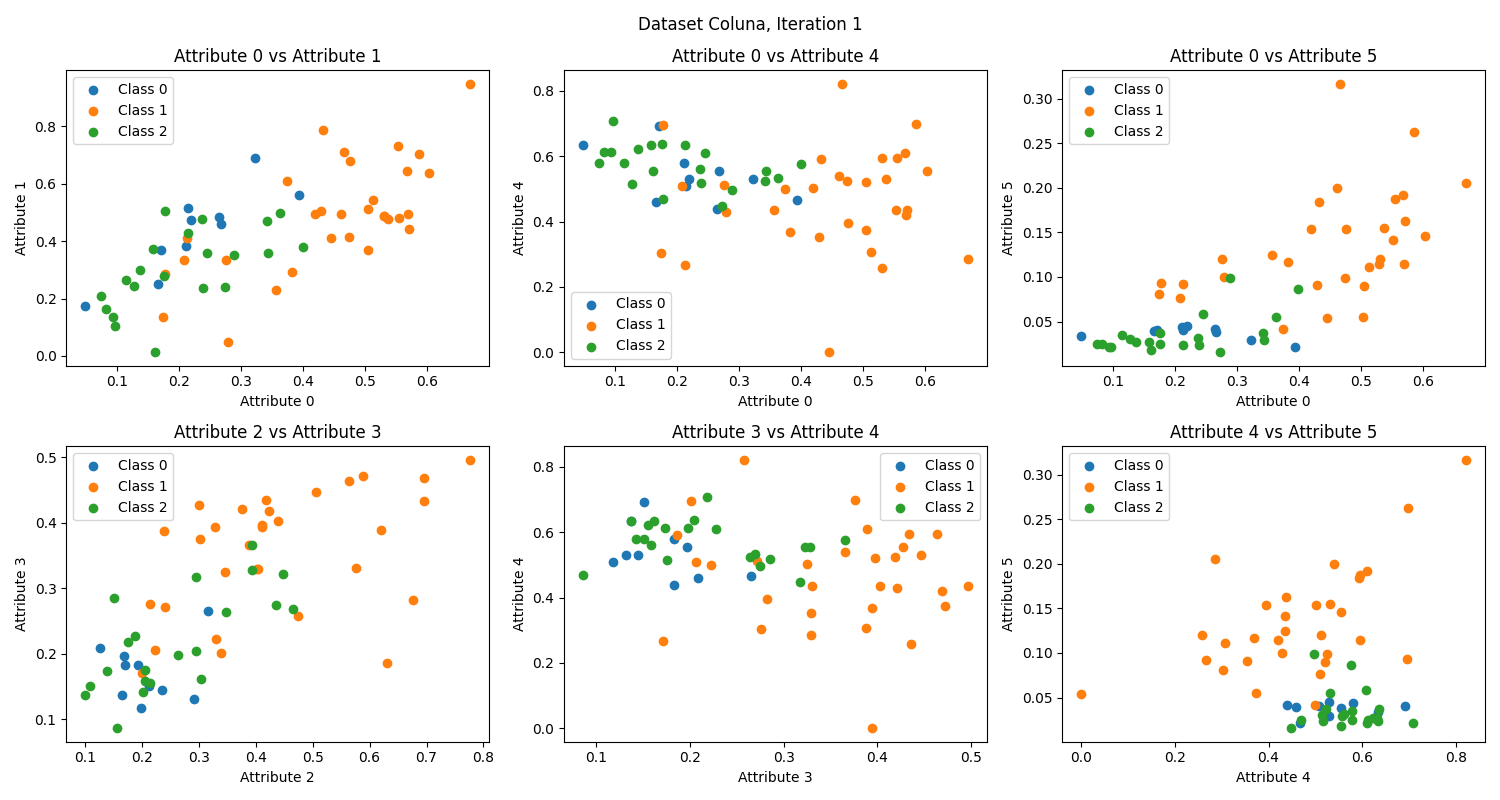 Dataset Coluna, Iteration 1
Attribute 0 vs Attribute 1
Class 0
Class 1
Class 2
0.8
0.6
0.4
0.2
0.0
Attribute 1
0.1 0.2 0.3 0.4 0.5 0.6
Attribute 0
Attribute 0 vs Attribute 4
0.8
0.6
0.4
0.2
0.0
Attribute 4
Class 0
Class 1
Class 2
0.1 0.2 0.3 0.4 0.5 0.6
Attribute 0
Attribute 0 vs Attribute 5
Class 0
Class 1
Class 2
0.30
0.25
0.20
0.15
0.10
0.05
Attribute 5
0.1 0.2 0.3 0.4 0.5 0.6
Attribute 0
Attribute 2 vs Attribute 3
Class 0
Class 1
Class 2
0.5
0.4
0.3
0.2
0.1
Attribute 3
0.1 0.2 0.3 0.4 0.5 0.6 0.7 0.8
Attribute 2
Attribute 3 vs Attribute 4
Class 0
Class 1
Class 2
0.8
0.6
0.4
0.2
0.0
Attribute 4
0.1 0.2 0.3 0.4 0.5
Attribute 3
Attribute 4 vs Attribute 5
Class 0
Class 1
Class 2
0.30
0.25
0.20
0.15
0.10
0.05
Attribute 5
0.0 0.2 0.4 0.6 0.8
Attribute 4